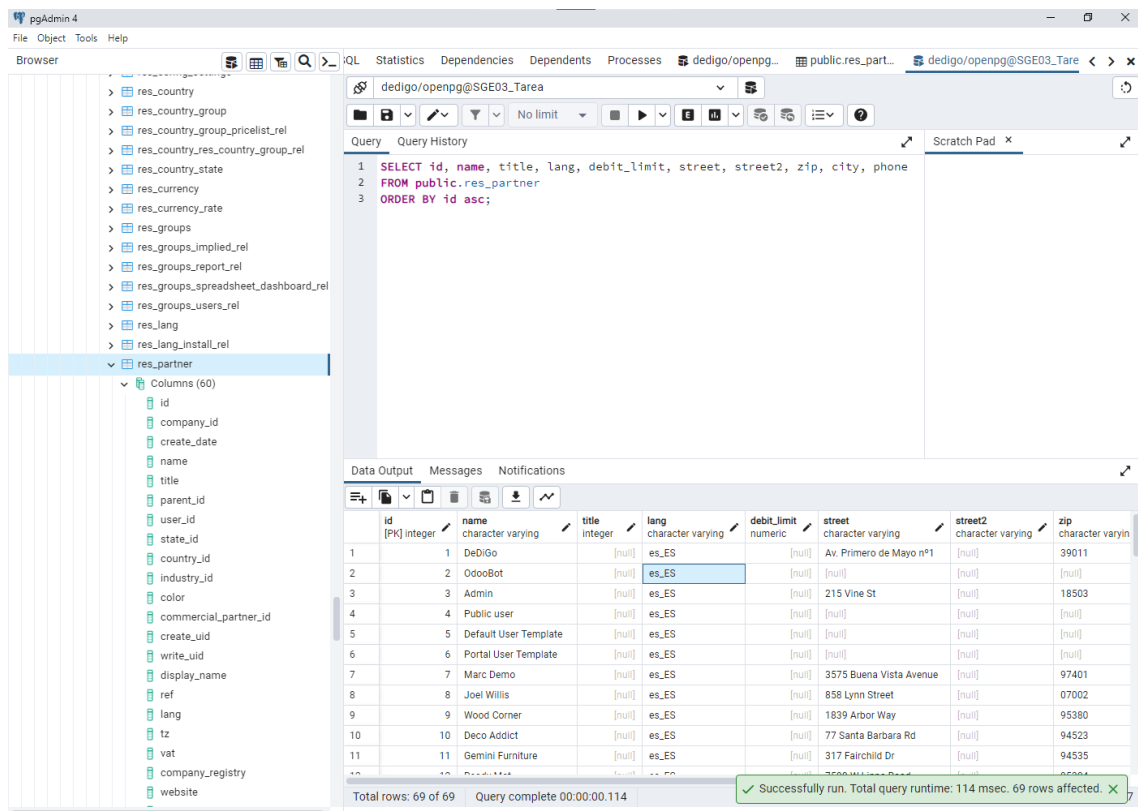 pgAdmin 4
File Object Tools Help
Browser
SQL Statistics Dependencies Dependents Processes dedigo/openpg... public.res_part... dedigo/openpg@SGE03_Tare
res_country
res_country_group
res_country_group_pricelist_rel
res_country_res_country_group_rel
res_country_state
res_currency
res_currency_rate
res_groups
res_groups_implied_rel
res_groups_report_rel
res_groups_spreadsheet_dashboard_rel
res_groups_users_rel
res_lang
res_lang_install_rel
res_partner
Columns (60)
id
company_id
create_date
name
title
parent_id
user_id
state_id
country_id
industry_id
color
commercial_partner_id
create_uid
write_uid
display_name
ref
lang
tz
vat
company_registry
website
dedigo/openpg@SGE03_Tarea
No limit
Query Query History
Scratch Pad
1 SELECT id, name, title, lang, debit_limit, street, street2, zip, city, phone
2 FROM public.res_partner
3 ORDER BY id asc;
Data Output Messages Notifications
id name title lang debit_limit street street2 zip
[PK] integer character varying integer character varying numeric character varying character varying character varyin
1 1 DeDiGo [null] es_ES [null] Av. Primero de Mayo nº1 [null] 39011
2 2 OdooBot [null] es_ES [null] [null] [null] [null]
3 3 Admin [null] es_ES [null] 215 Vine St [null] 18503
4 4 Public user [null] es_ES [null] [null] [null] [null]
5 5 Default User Template [null] es_ES [null] [null] [null] [null]
6 6 Portal User Template [null] es_ES [null] [null] [null] [null]
7 7 Marc Demo [null] es_ES [null] 3575 Buena Vista Avenue [null] 97401
8 8 Joel Willis [null] es_ES [null] 858 Lynn Street [null] 07002
9 9 Wood Corner [null] es_ES [null] 1839 Arbor Way [null] 95380
10 10 Deco Addict [null] es_ES [null] 77 Santa Barbara Rd [null] 94523
11 11 Gemini Furniture [null] es_ES [null] 317 Fairchild Dr [null] 94535
Successfully run. Total query runtime: 114 msec. 69 rows affected.
Total rows: 69 of 69 Query complete 00:00:00.114